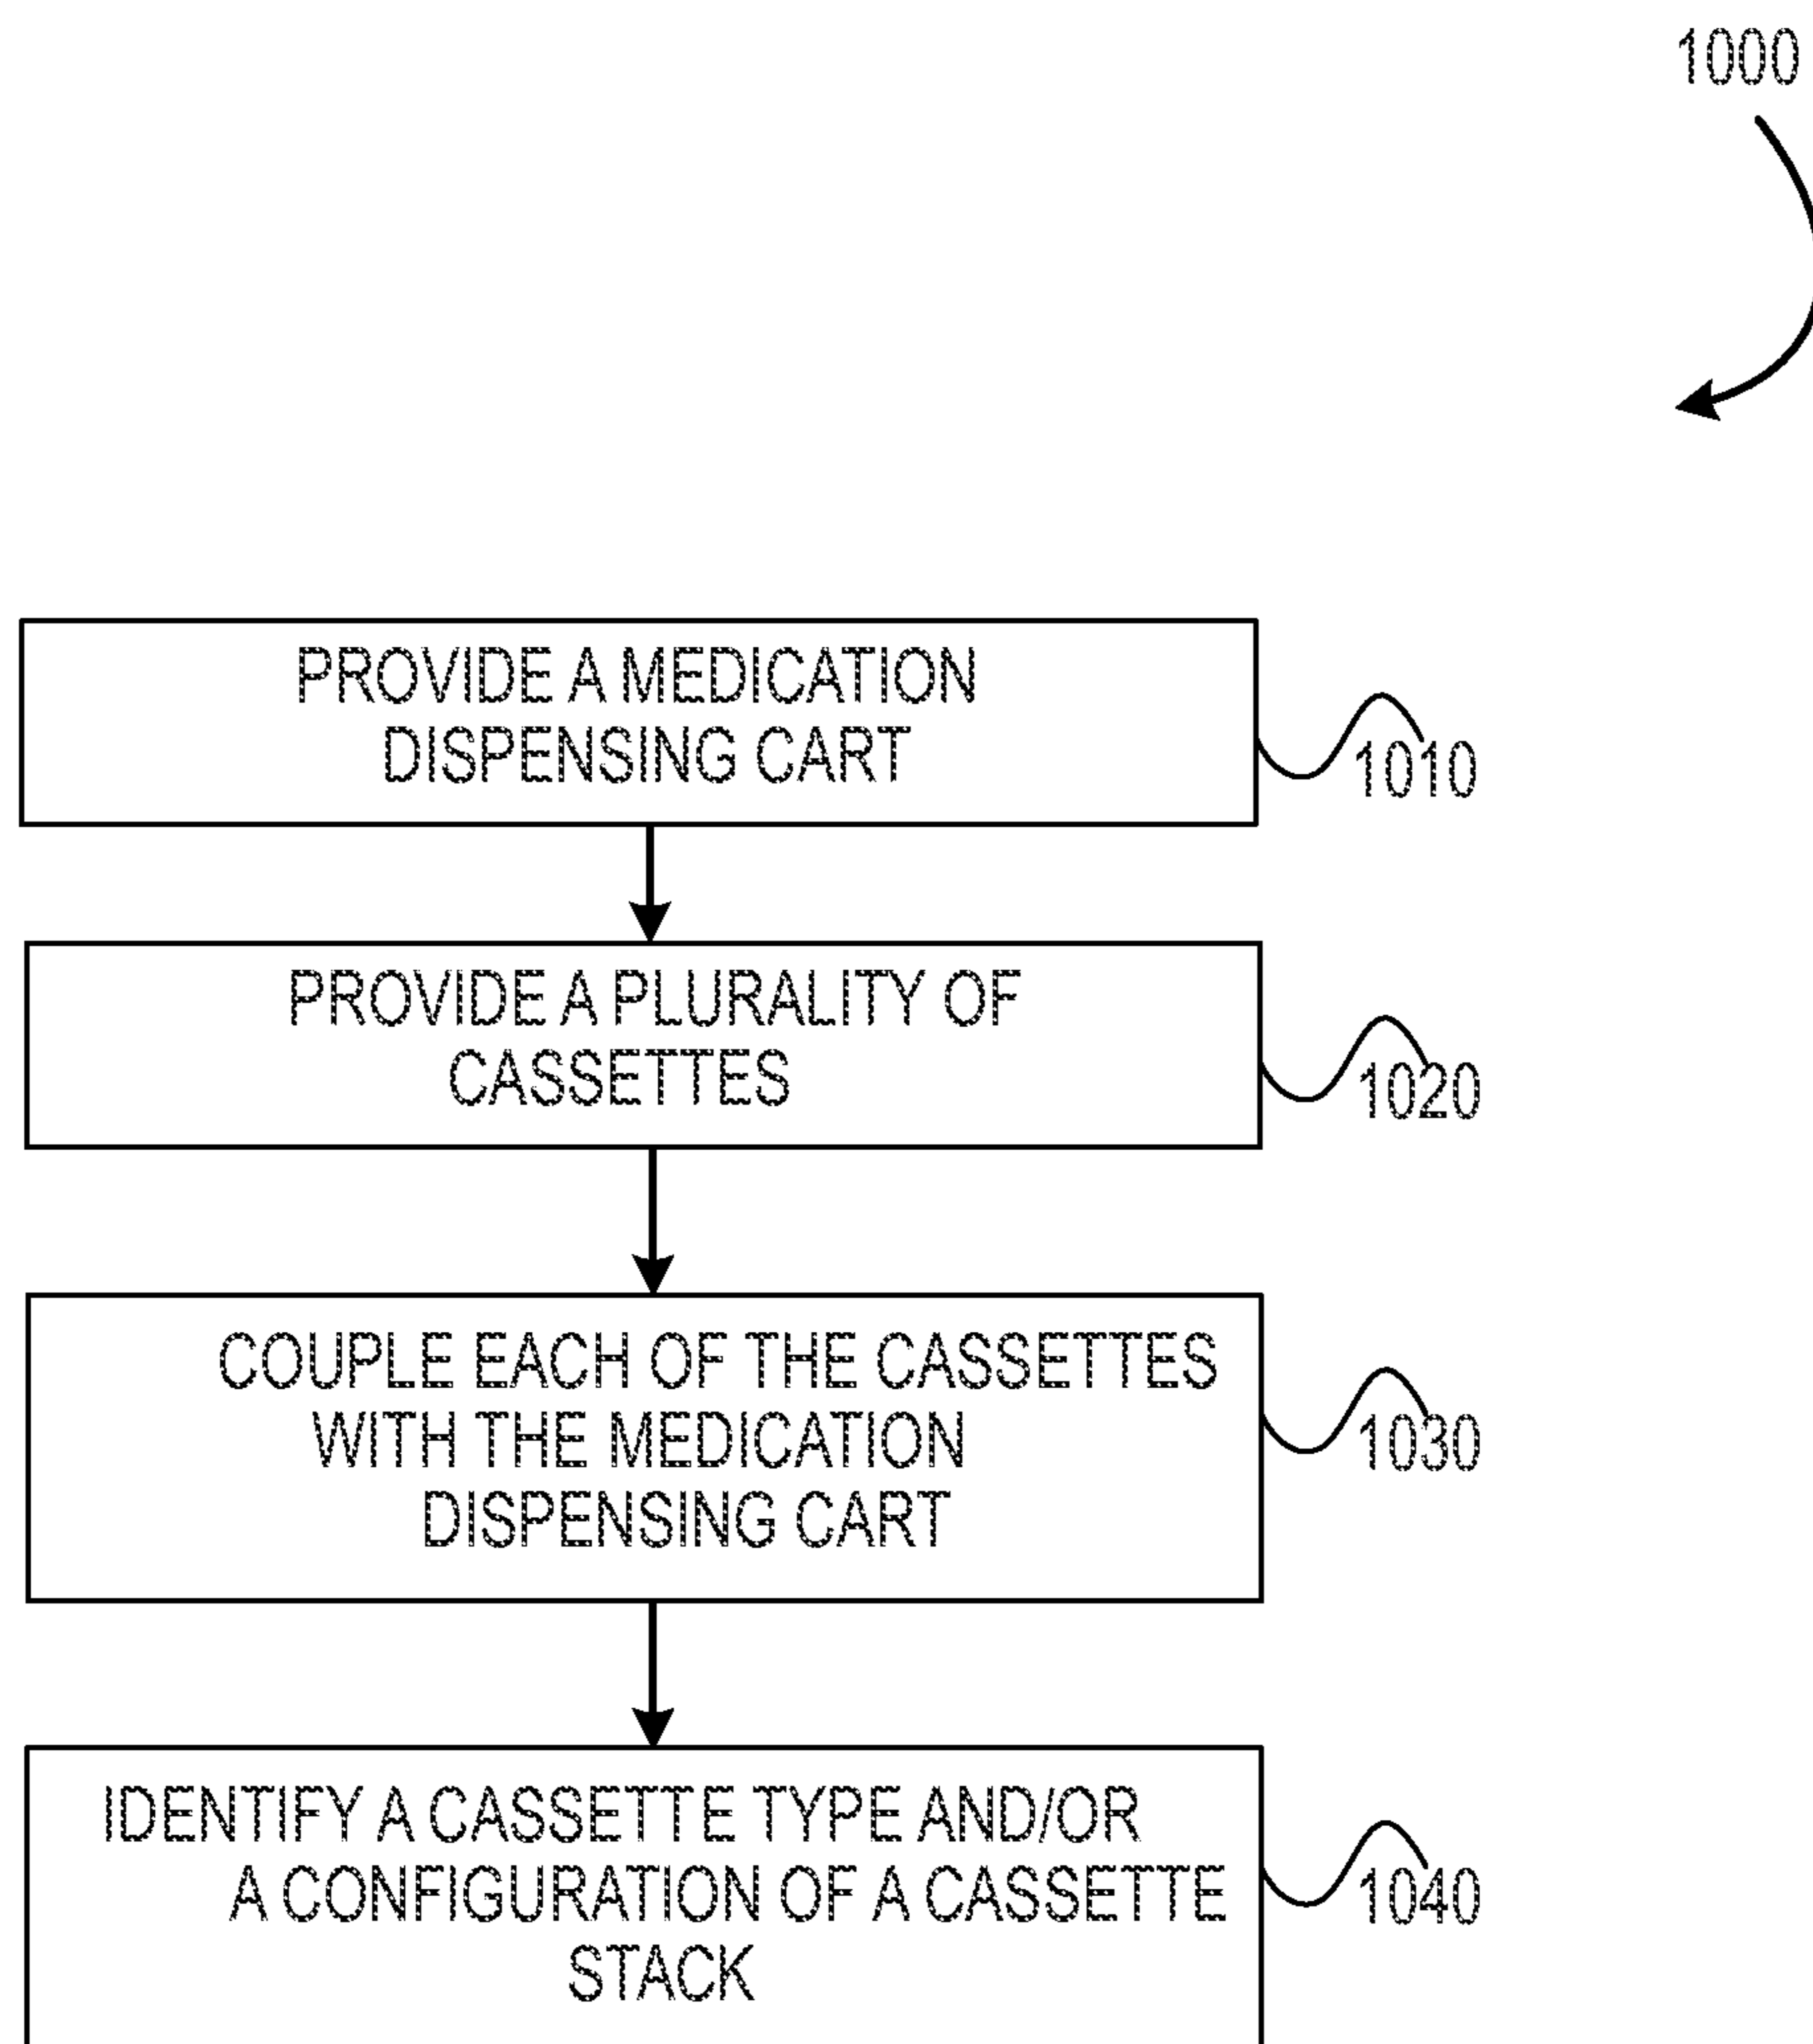 1000
PROVIDE A MEDICATION
DISPENSING CART
1010
PROVIDE A PLURALITY OF
CASSETTES
1020
COUPLE EACH OF THE CASSETTES
WITH THE MEDICATION
DISPENSING CART
1030
IDENTIFY A CASSETTE TYPE AND/OR
A CONFIGURATION OF A CASSETTE
STACK
1040